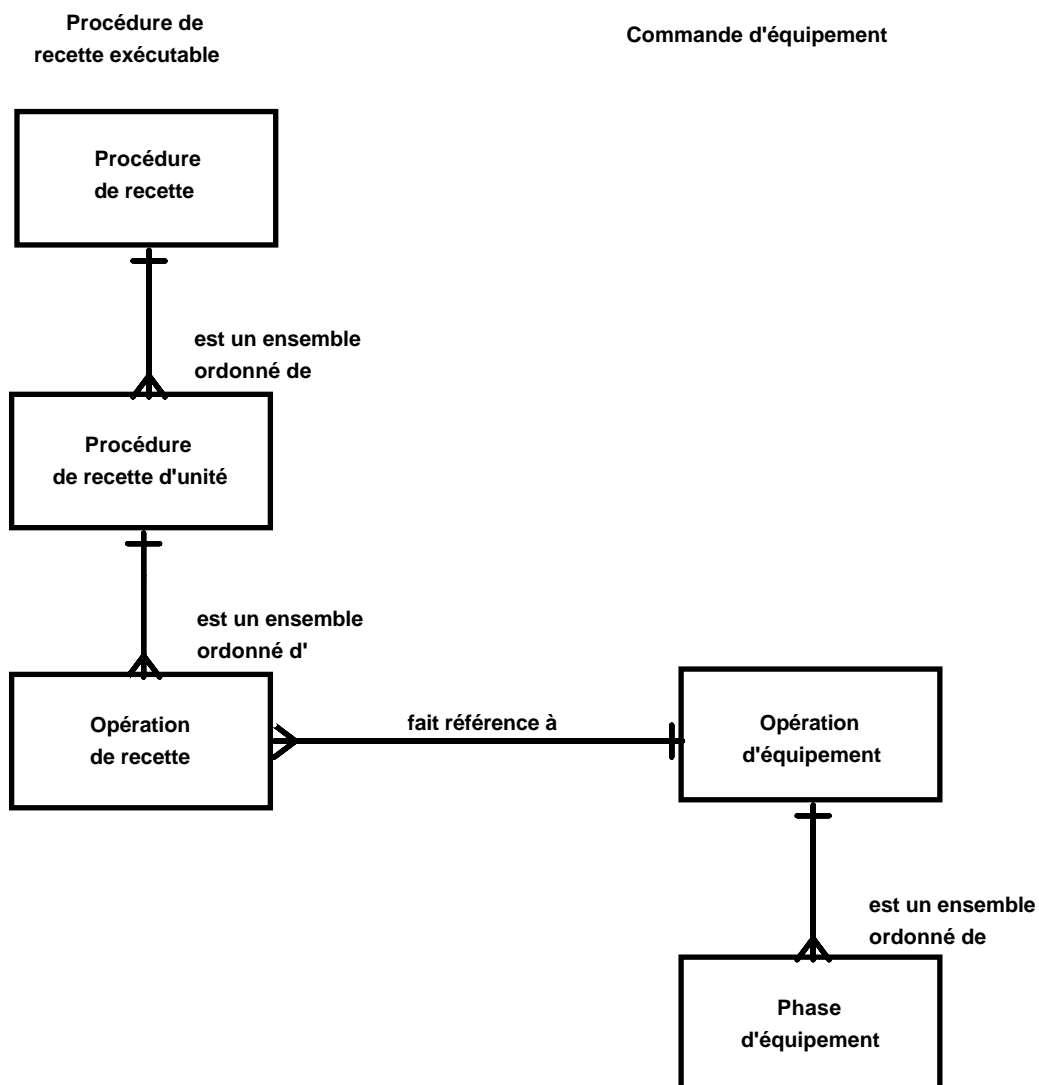 Procédure de
recette exécutable
Commande d'équipement
Procédure
de recette
est un ensemble
ordonné de
Procédure
de recette d'unité
est un ensemble
ordonné d'
Opération
de recette
fait référence à
Opération
d'équipement
est un ensemble
ordonné de
Phase
d'équipement